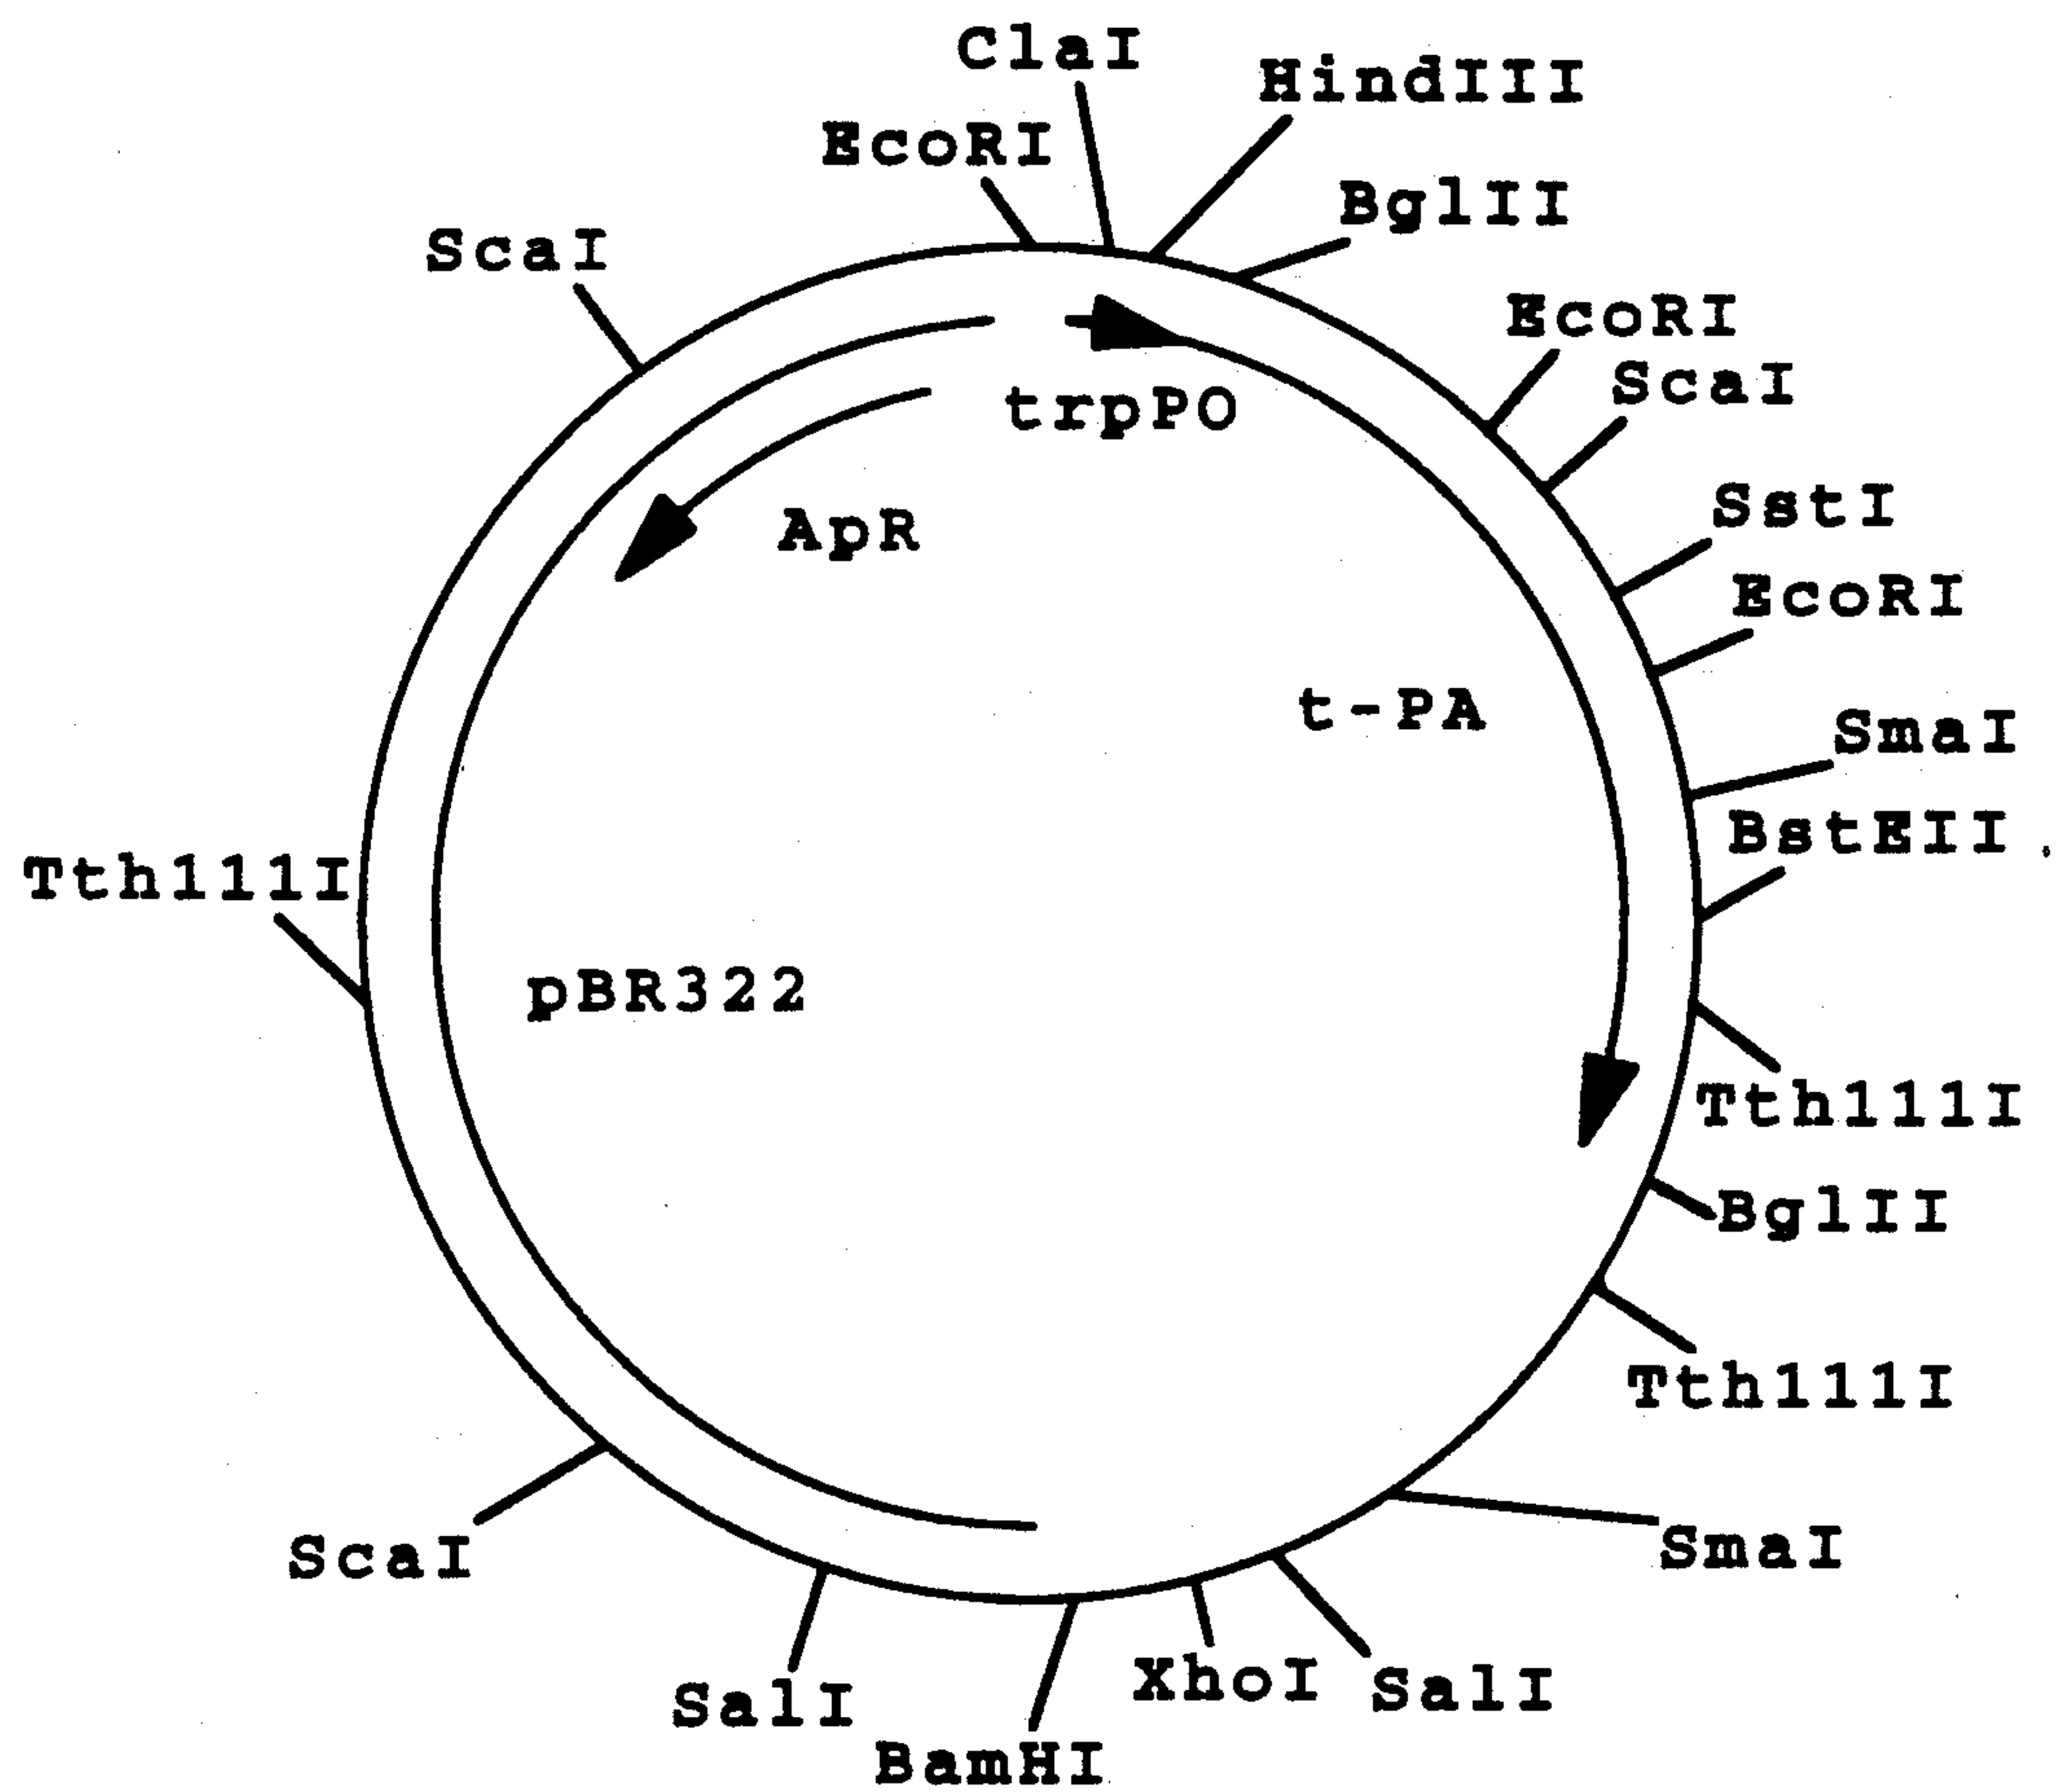 ClaI
HindIII
EcoRI
BglII
ScaI
EcoRI
ScaI
trpPO
SstI
ApR
EcoRI
t-PA
SmaI
BstEII
Tth111I
pBR322
Tth111I
BglII
Tth111I
SmaI
ScaI
XhoI
SalI
SalI
BamHI